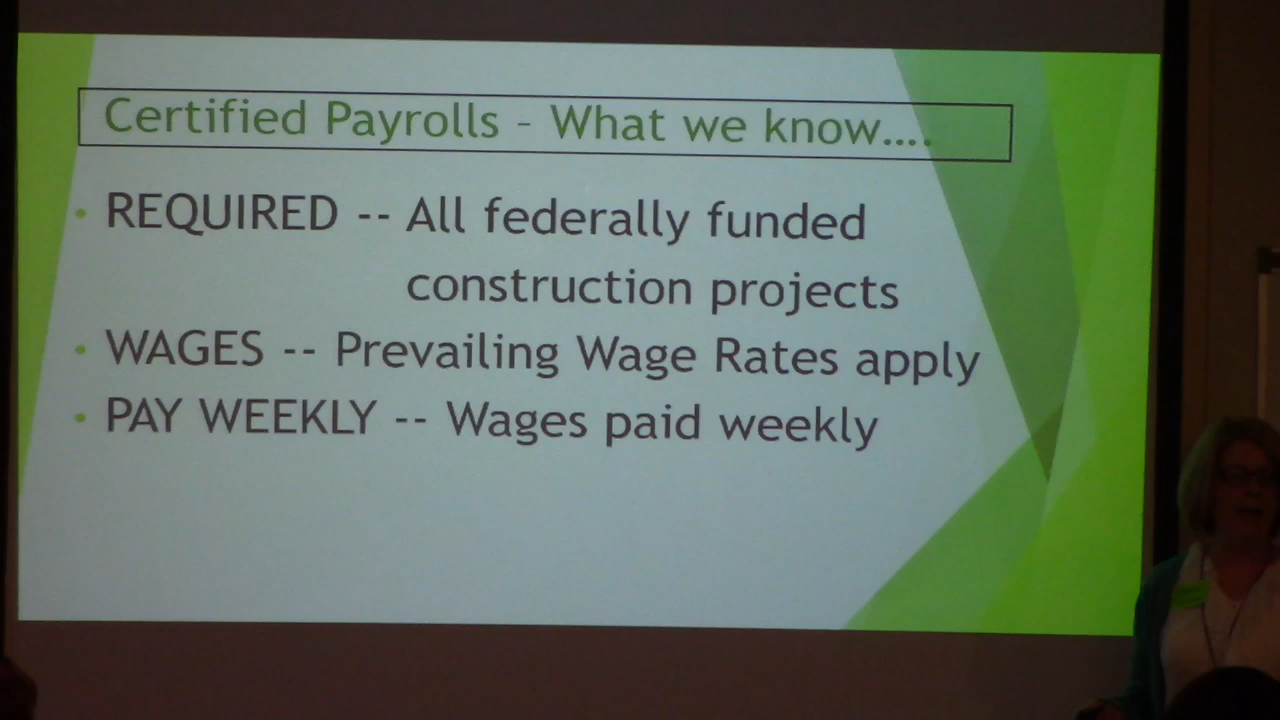 Certified Payrolls – What we know....
• REQUIRED -- All federally funded
construction projects
• WAGES -- Prevailing Wage Rates apply
• PAY WEEKLY -- Wages paid weekly